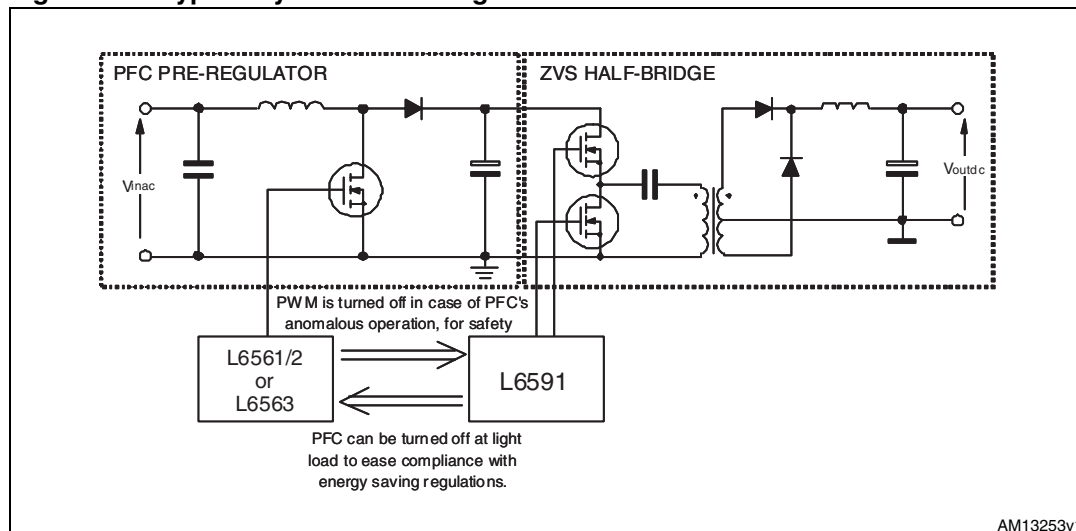 PFC PRE-REGULATOR
ZVS HALF-BRIDGE
Vinac
Voutdc
PWM is turned off in case of PFC's
anomalous operation, for safety
L6561/2
or
L6563
L6591
PFC can be turned off at light
load to ease compliance with
energy saving regulations.